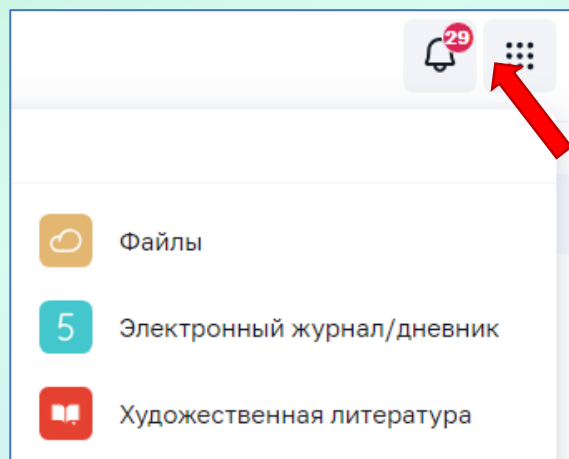 29
Файлы
5
Электронный журнал/дневник
Художественная литература